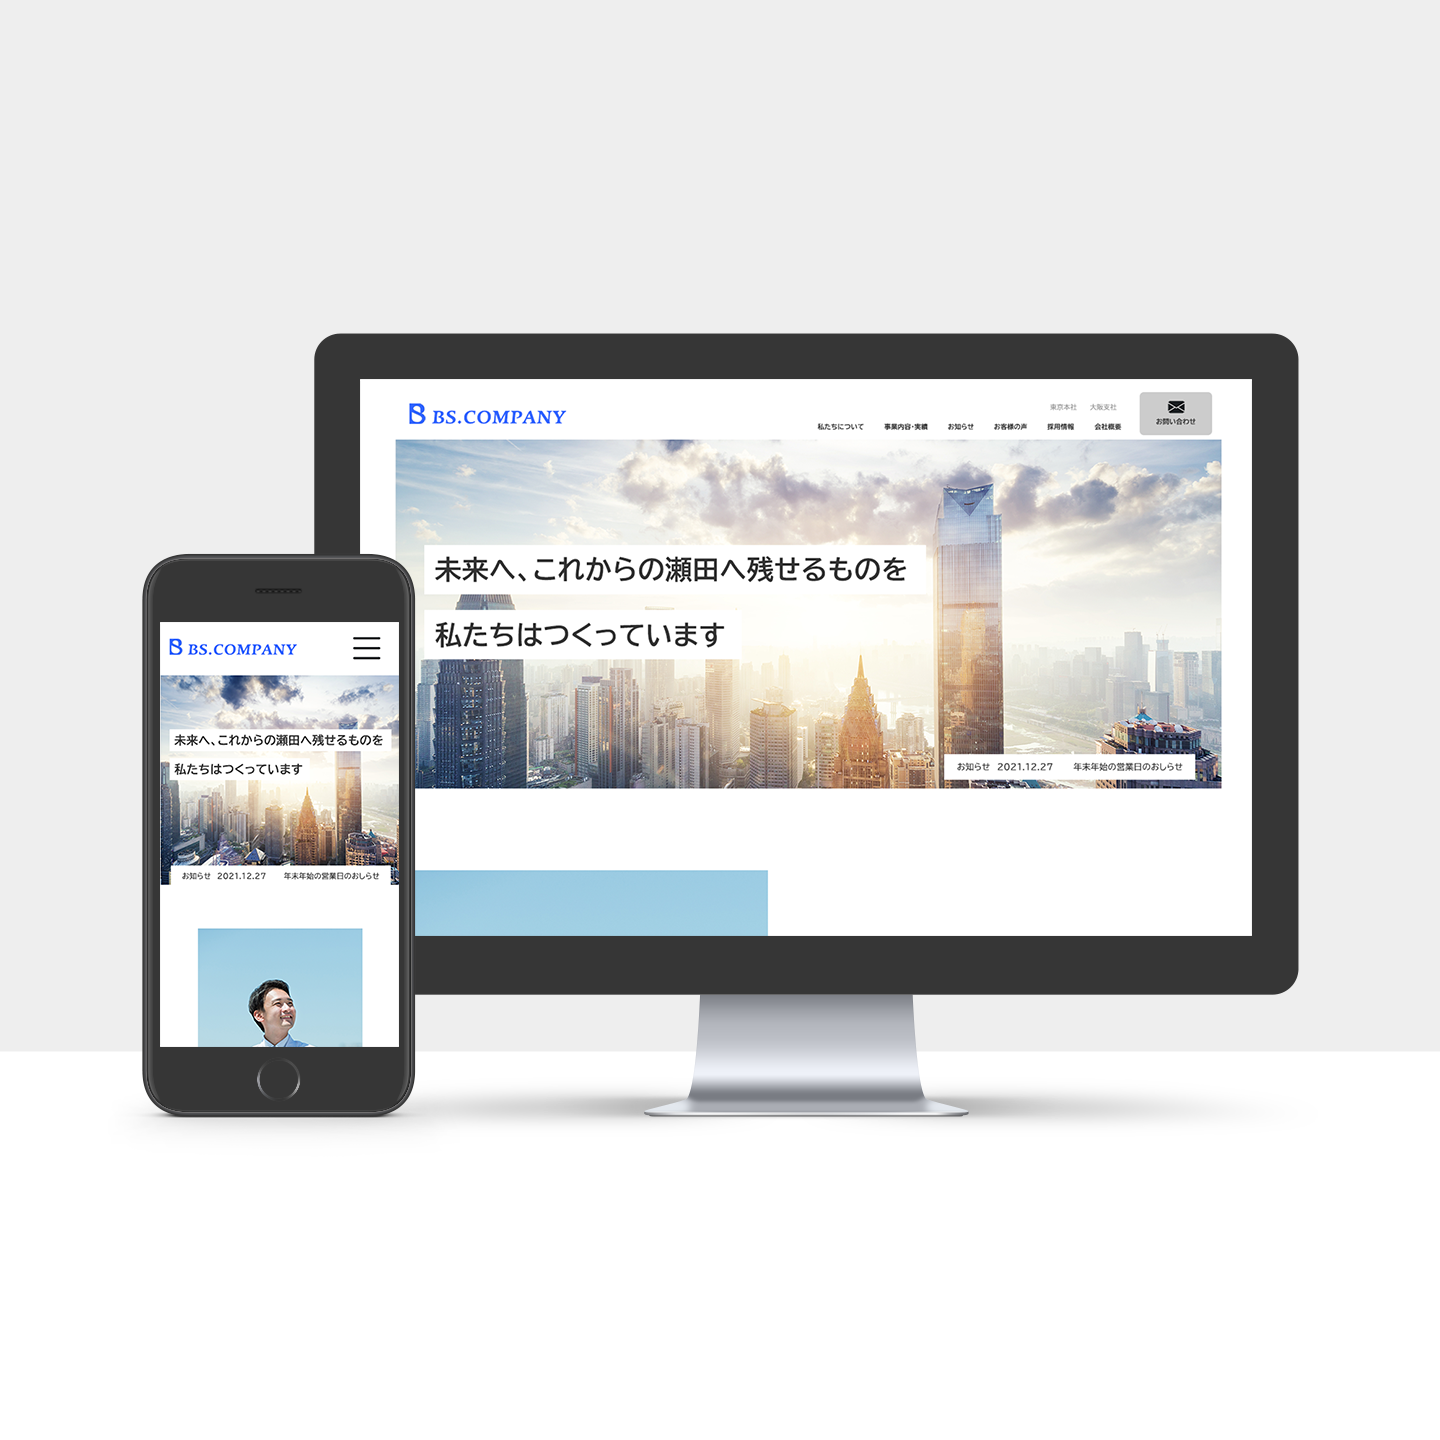 BS.COMPANY
東京本社 大阪支社
お問い合わせ
私たちについて 事業内容・実績 お知らせ お客様の声 採用情報 会社概要
未来へ、これからの瀬田へ残せるものを
私たちはつくっています
お知らせ 2021.12.27 年末年始の営業日のおしらせ
BS.COMPANY
未来へ、これからの瀬田へ残せるものを
私たちはつくっています
お知らせ 2021.12.27 年末年始の営業日のおしらせ